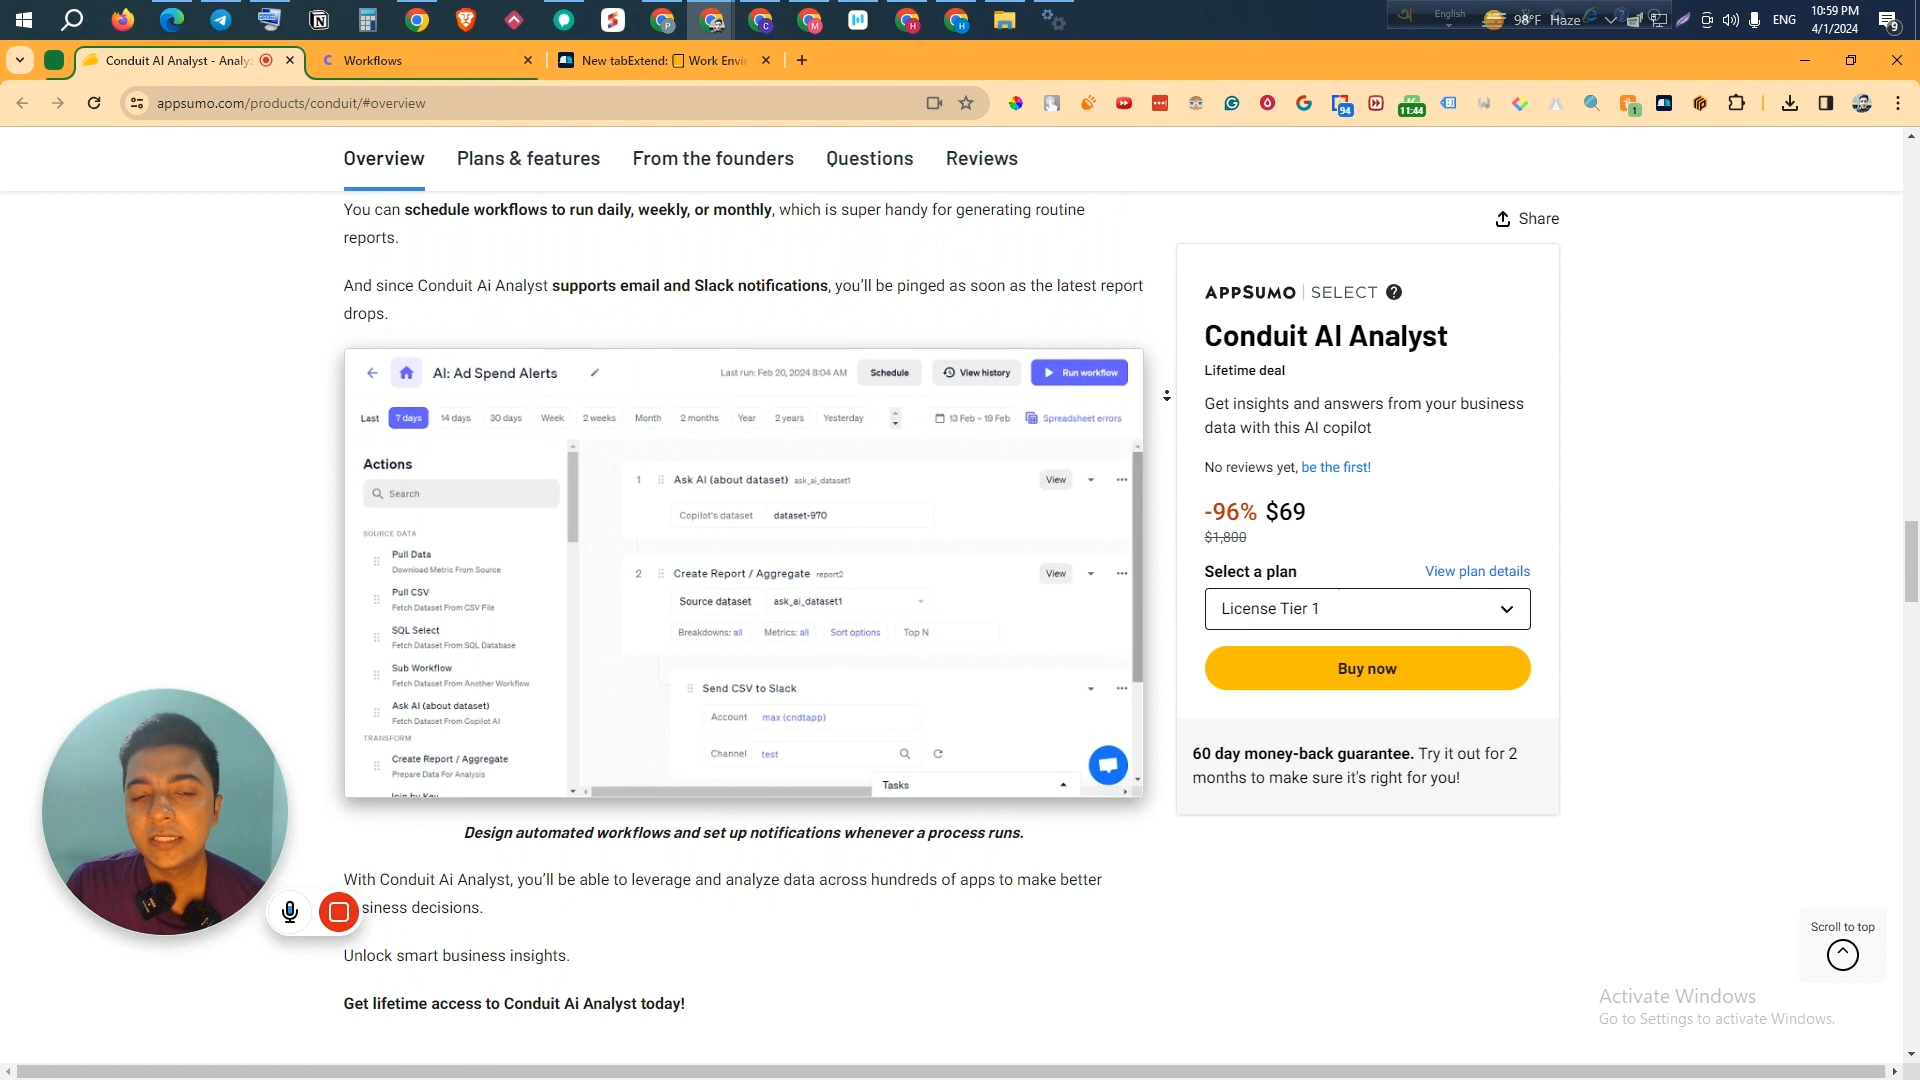 English
98°F Haze
ENG
10:59 PM
4/1/2024
9
Conduit AI Analyst - Analy
Workflows
New tabExtend: Work Envi
appsumo.com/products/conduit/#overview
94
11:44
1
Overview
Plans & features
From the founders
Questions
Reviews
You can schedule workflows to run daily, weekly, or monthly, which is super handy for generating routine
reports.
And since Conduit Ai Analyst supports email and Slack notifications, you'll be pinged as soon as the latest report
drops.
AI: Ad Spend Alerts
Last run: Feb 20, 2024 8:04 AM
Schedule
View history
Run workflow
Last
7 days
14 days
30 days
Week
2 weeks
Month
2 months
Year
2 years
Yesterday
13 Feb – 19 Feb
Spreadsheet errors
Actions
Search
SOURCE DATA
Pull Data
Download Metric From Source
Pull CSV
Fetch Dataset From CSV File
SQL Select
Fetch Dataset From SQL Database
Sub Workflow
Fetch Dataset From Another Workflow
Ask AI (about dataset)
Fetch Dataset From Copilot AI
TRANSFORM
Create Report / Aggregate
Prepare Data For Analysis
Join by Key
1
Ask AI (about dataset) ask_ai_dataset1
View
Copilot's dataset
dataset-970
2
Create Report / Aggregate report2
View
Source dataset
ask_ai_dataset1
Breakdowns: all
Metrics: all
Sort options
Top N
Send CSV to Slack
Account
max (cndtapp)
Channel
test
Tasks
Design automated workflows and set up notifications whenever a process runs.
With Conduit Ai Analyst, you'll be able to leverage and analyze data across hundreds of apps to make better
siness decisions.
Unlock smart business insights.
Get lifetime access to Conduit Ai Analyst today!
Share
APPSUMO | SELECT ?
Conduit AI Analyst
Lifetime deal
Get insights and answers from your business
data with this AI copilot
No reviews yet, be the first!
-96% $69
$1,800
Select a plan
View plan details
License Tier 1
Buy now
60 day money-back guarantee. Try it out for 2
months to make sure it's right for you!
Scroll to top
Activate Windows
Go to Settings to activate Windows.